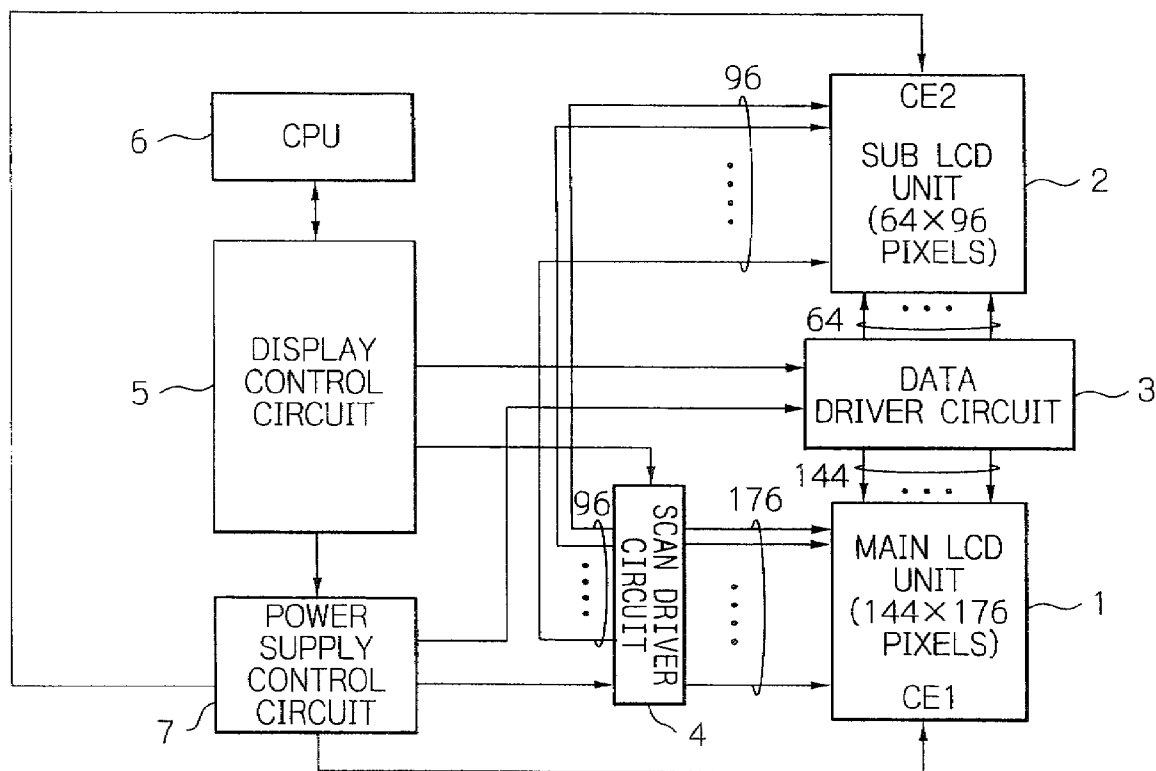 96
CE2
SUB LCD
UNIT
(64×96
PIXELS)
2
6
CPU
64
5
DISPLAY
CONTROL
CIRCUIT
DATA
DRIVER CIRCUIT
3
144
96
SCAN DRIVER
CIRCUIT
176
MAIN LCD
UNIT
(144×176
PIXELS)
CE1
1
POWER
SUPPLY
CONTROL
CIRCUIT
7
4